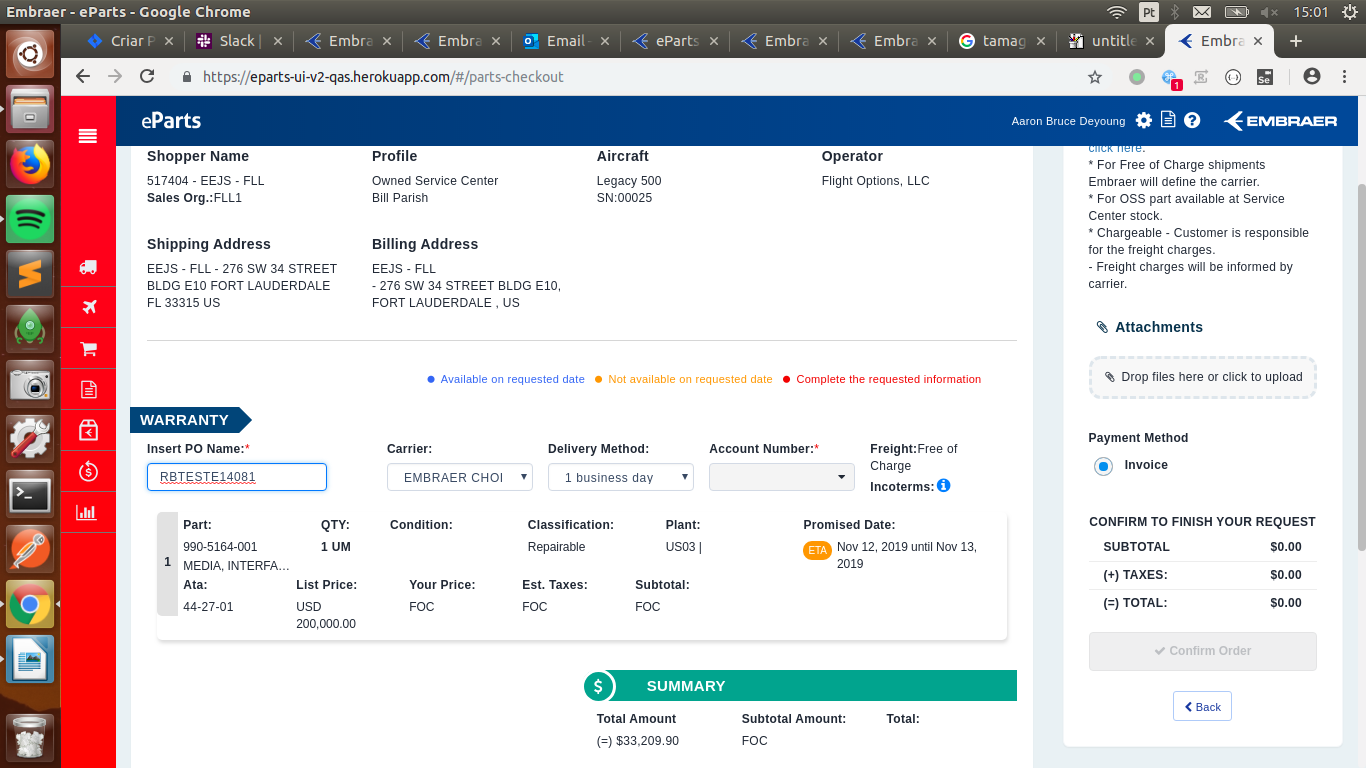 Embraer - eParts - Google Chrome
Pt
15:01
Criar P
Slack |
Embra
Embra
Email -
eParts
Embra
Embra
tamag
untitle
Embra
https://eparts-ui-v2-qas.herokuapp.com/#/parts-checkout
1
Se
eParts
Aaron Bruce Deyoung
EMBRAER
Shopper Name
Profile
Aircraft
Operator
517404 - EEJS - FLL
Owned Service Center
Legacy 500
Flight Options, LLC
Sales Org.:FLL1
Bill Parish
SN:00025
Shipping Address
Billing Address
EEJS - FLL - 276 SW 34 STREET
BLDG E10 FORT LAUDERDALE
FL 33315 US
EEJS - FLL
- 276 SW 34 STREET BLDG E10,
FORT LAUDERDALE , US
Available on requested date
Not available on requested date
Complete the requested information
WARRANTY
Insert PO Name:*
Carrier:
Delivery Method:
Account Number:*
Freight:Free of
Charge
Incoterms:
RBTESTE14081
EMBRAER CHOI
1 business day
1
Part:
QTY:
Condition:
Classification:
Plant:
Promised Date:
990-5164-001
1 UM
Repairable
US03 |
ETA
Nov 12, 2019 until Nov 13,
2019
MEDIA, INTERFA…
Ata:
List Price:
Your Price:
Est. Taxes:
Subtotal:
44-27-01
USD
200,000.00
FOC
FOC
FOC
$
SUMMARY
Total Amount
Subtotal Amount:
Total:
(=) $33,209.90
FOC
click here.
* For Free of Charge shipments
Embraer will define the carrier.
* For OSS part available at Service
Center stock.
* Chargeable - Customer is responsible
for the freight charges.
- Freight charges will be informed by
carrier.
Attachments
Drop files here or click to upload
Payment Method
Invoice
CONFIRM TO FINISH YOUR REQUEST
SUBTOTAL $0.00
(+) TAXES: $0.00
(=) TOTAL: $0.00
Confirm Order
Back